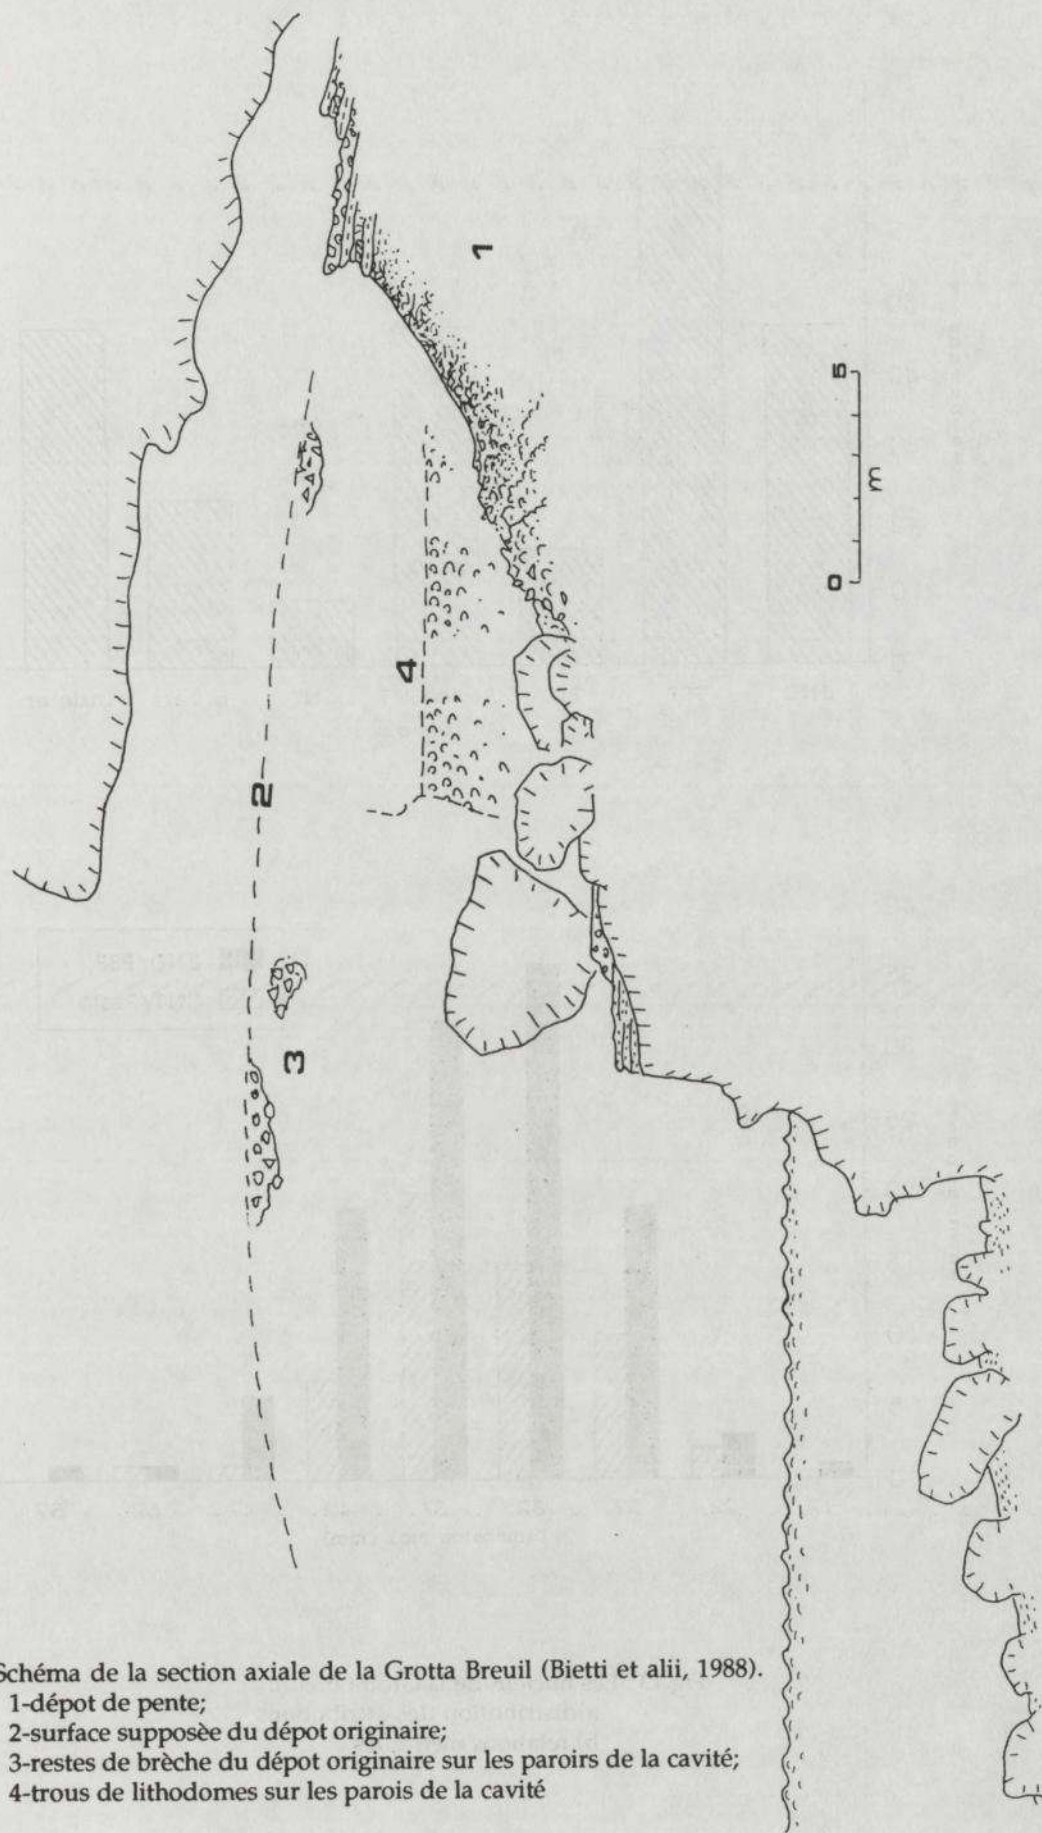 1
2
3
4
0
5
m
Schéma de la section axiale de la Grotta Breuil (Bietti et alii, 1988).
1-dépot de pente;
2-surface supposèe du dépot originaire;
3-restes de brèche du dépot originaire sur les paroirs de la cavité;
4-trous de lithodomes sur les parois de la cavité